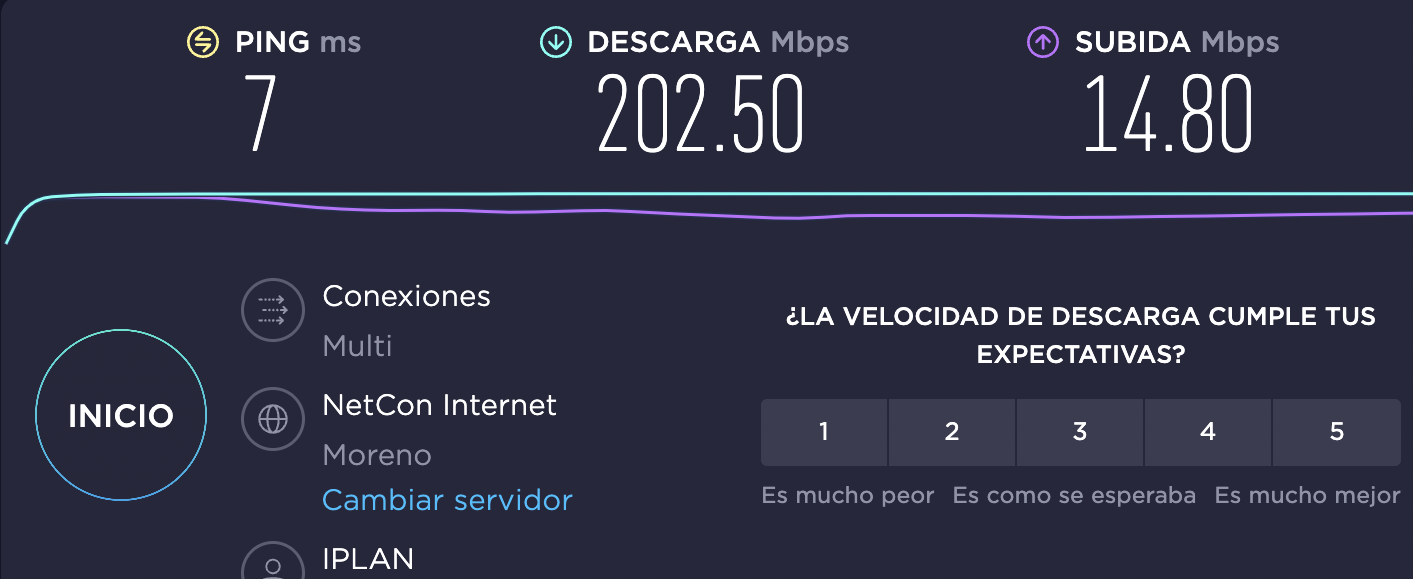 PING ms
DESCARGA Mbps
SUBIDA Mbps
7
202.50
14.80
Conexiones
Multi
NetCon Internet
Moreno
Cambiar servidor
IPLAN
INICIO
¿LA VELOCIDAD DE DESCARGA CUMPLE TUS
EXPECTATIVAS?
1 2 3 4 5
Es mucho peor Es como se esperaba Es mucho mejor